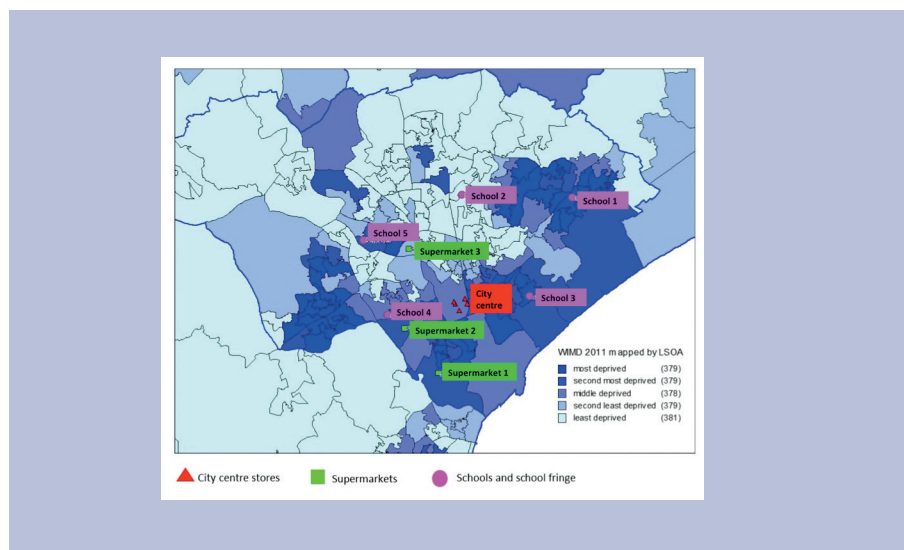 School 2
School 1
School 5
Supermarket 3
City
centre
School 3
School 4
Supermarket 2
Supermarket 1
WIMD 2011 mapped by LSOA
most deprived (379)
second most deprived (379)
middle deprived (378)
second least deprived (379)
least deprived (381)
City centre stores
Supermarkets
Schools and school fringe